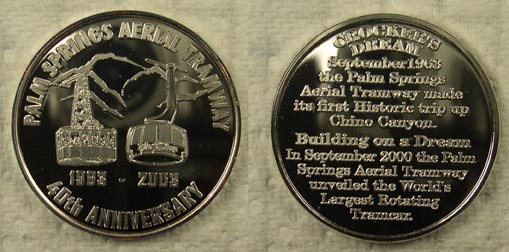 PALM SPRINGS AERIAL TRAMWAY
1963 - 2003
40th ANNIVERSARY
CROCKER'S
DREAM
September 1963
the Palm Springs
Aerial Tramway made
its first Historic trip up
Chino Canyon.
Building on a Dream
In September 2000 the Palm
Springs Aerial Tramway
unveiled the World's
Largest Rotating
Tramcar.